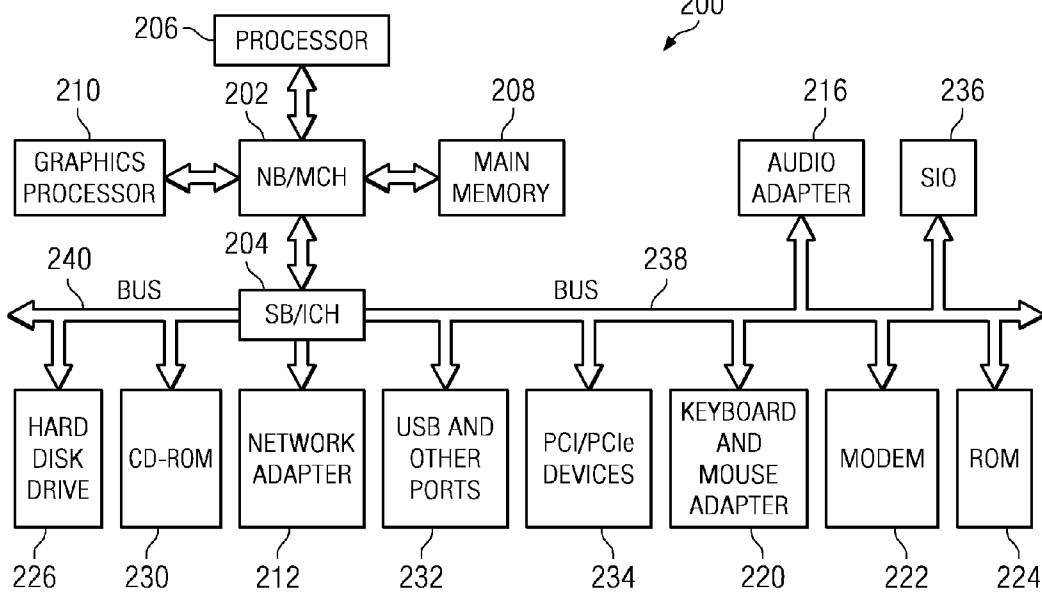 200
206
PROCESSOR
210
202
208
216
236
GRAPHICS
PROCESSOR
NB/MCH
MAIN
MEMORY
AUDIO
ADAPTER
SIO
240
204
238
BUS
BUS
SB/ICH
HARD
DISK
DRIVE
CD-ROM
NETWORK
ADAPTER
USB AND
OTHER
PORTS
PCI/PCIe
DEVICES
KEYBOARD
AND
MOUSE
ADAPTER
MODEM
ROM
226
230
212
232
234
220
222
224